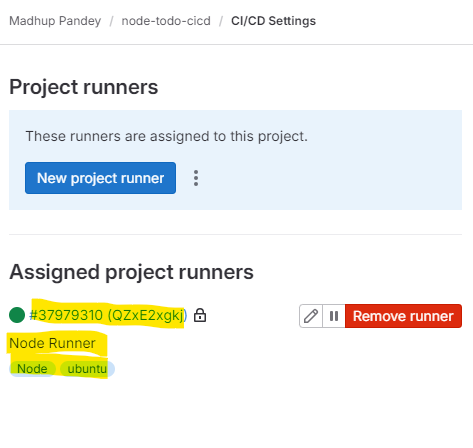 Madhup Pandey / node-todo-cicd / CI/CD Settings
Project runners
These runners are assigned to this project.
New project runner
Assigned project runners
#37979310 (QZxE2xgkj)
Remove runner
Node Runner
Node ubuntu